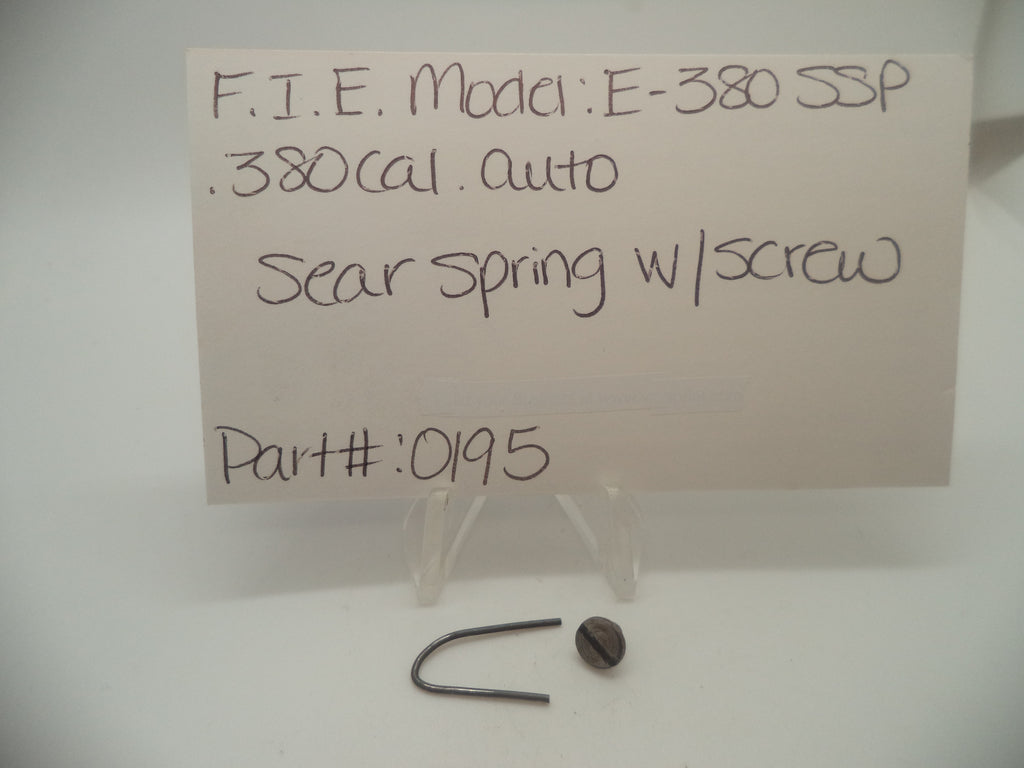 F.I.E. Model: E-380 SSP
.380 cal. auto
Sear spring w/screw
Part#: 0195